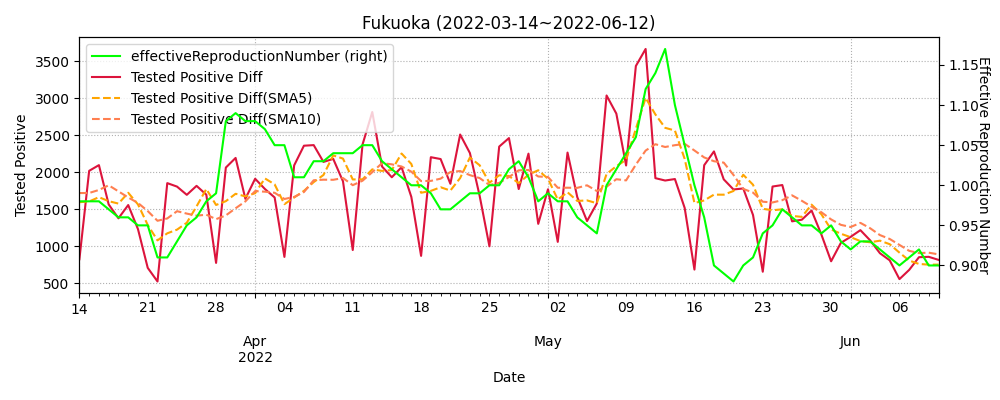 Fukuoka (2022-03-14~2022-06-12)
effectiveReproductionNumber (right)
Tested Positive Diff
Tested Positive Diff(SMA5)
Tested Positive Diff(SMA10)
Tested Positive
3500
3000
2500
2000
1500
1000
500
1.15
1.10
1.05
1.00
0.95
0.90
Effective Reproduction Number
14 21 28 04 11 18 25 02 09 16 23 30 06
Apr May Jun
2022
Date